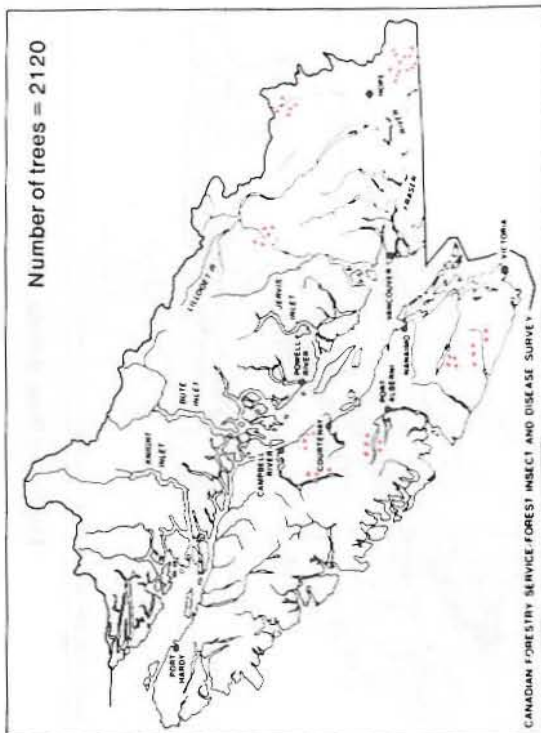 Number of trees = 2120
LILLOOET R
KNIGHT
INLET
BUTE
INLET
JERVIS
INLET
HOPE
POWELL
RIVER
FRASER
RIVER
CAMPBELL
RIVER
COURTENAY
VANCOUVER
PORT
HARDY
PORT
ALBERNI
NANAIMO
VICTORIA
CANADIAN FORESTRY SERVICE-FOREST INSECT AND DISEASE SURVEY